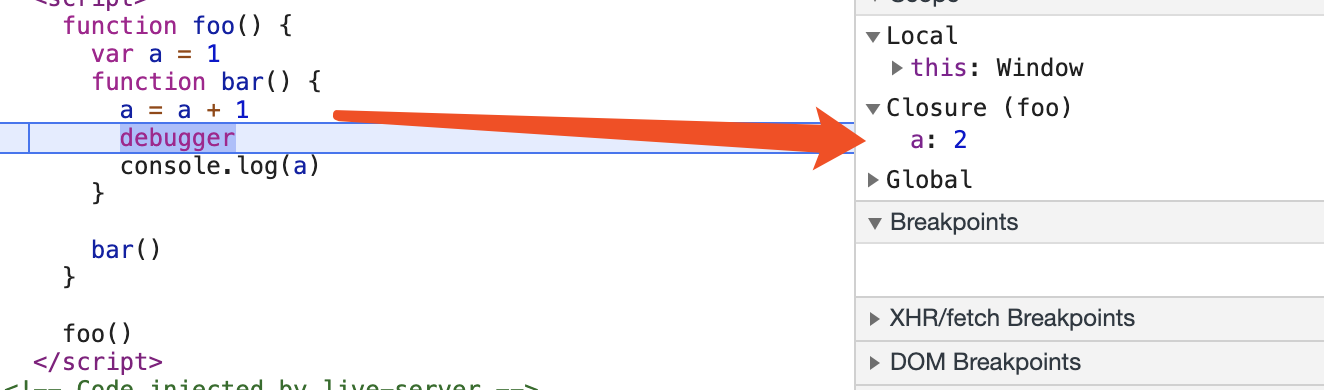 <script>
function foo() {
var a = 1
function bar() {
a = a + 1
debugger
console.log(a)
}
bar()
}
foo()
</script>
<!-- Code injected by live-server -->
Scope
Local
this: Window
Closure (foo)
a: 2
Global
Breakpoints
XHR/fetch Breakpoints
DOM Breakpoints